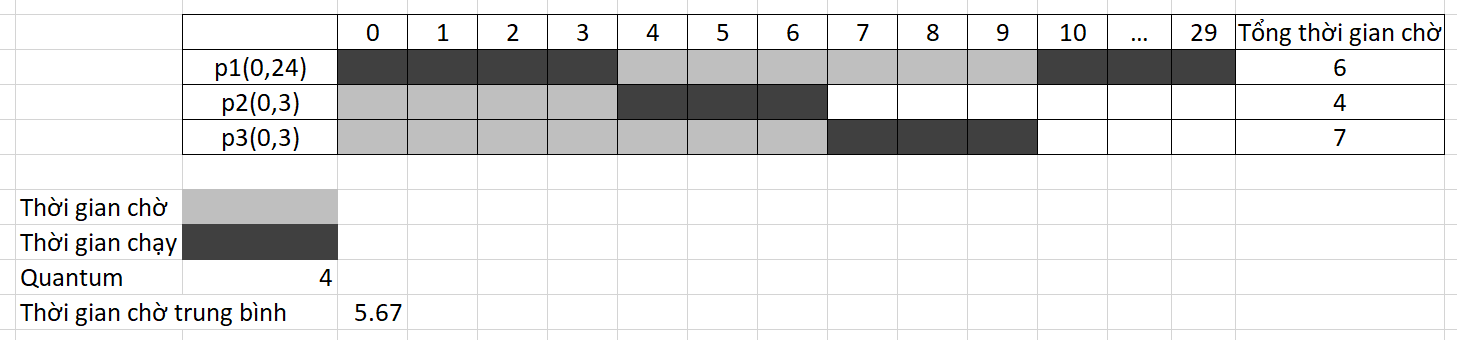 0 1 2 3 4 5 6 7 8 9 10 ... 29 Tổng thời gian chờ
p1(0,24) 6
p2(0,3) 4
p3(0,3) 7
Thời gian chờ
Thời gian chạy
Quantum 4
Thời gian chờ trung bình 5.67